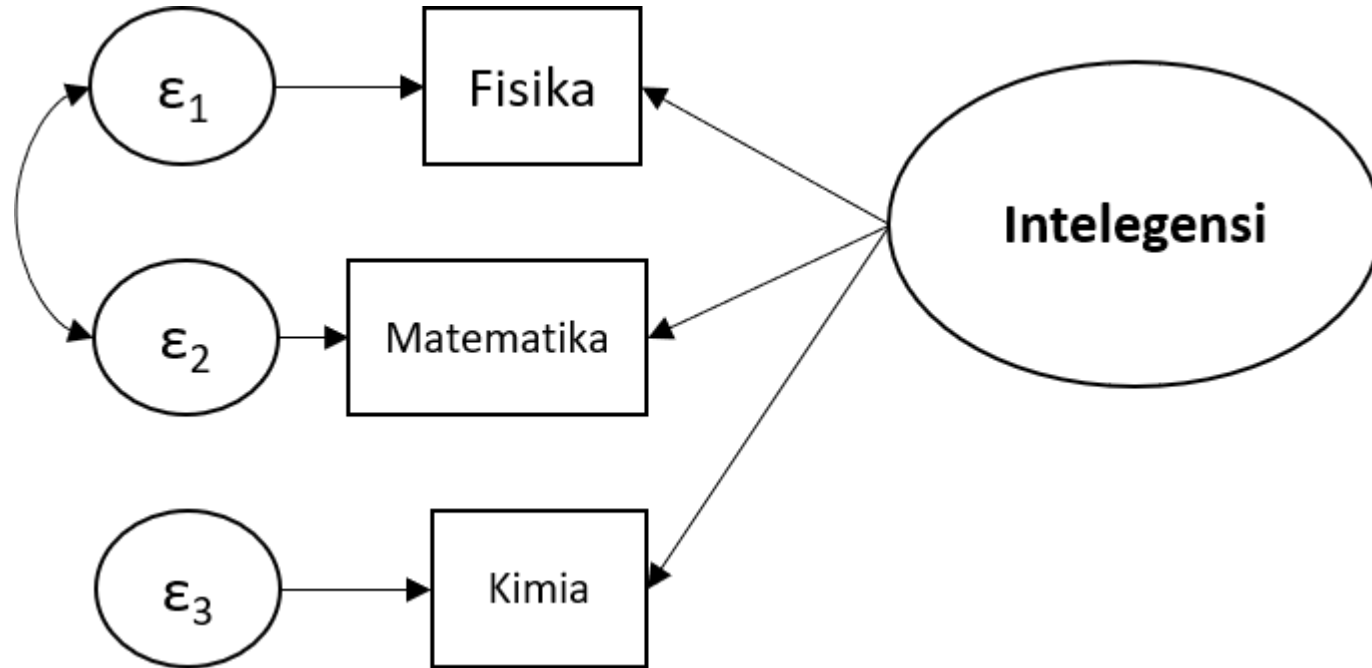 ε₁
Fisika
Intelegensi
ε₂
Matematika
ε₃
Kimia